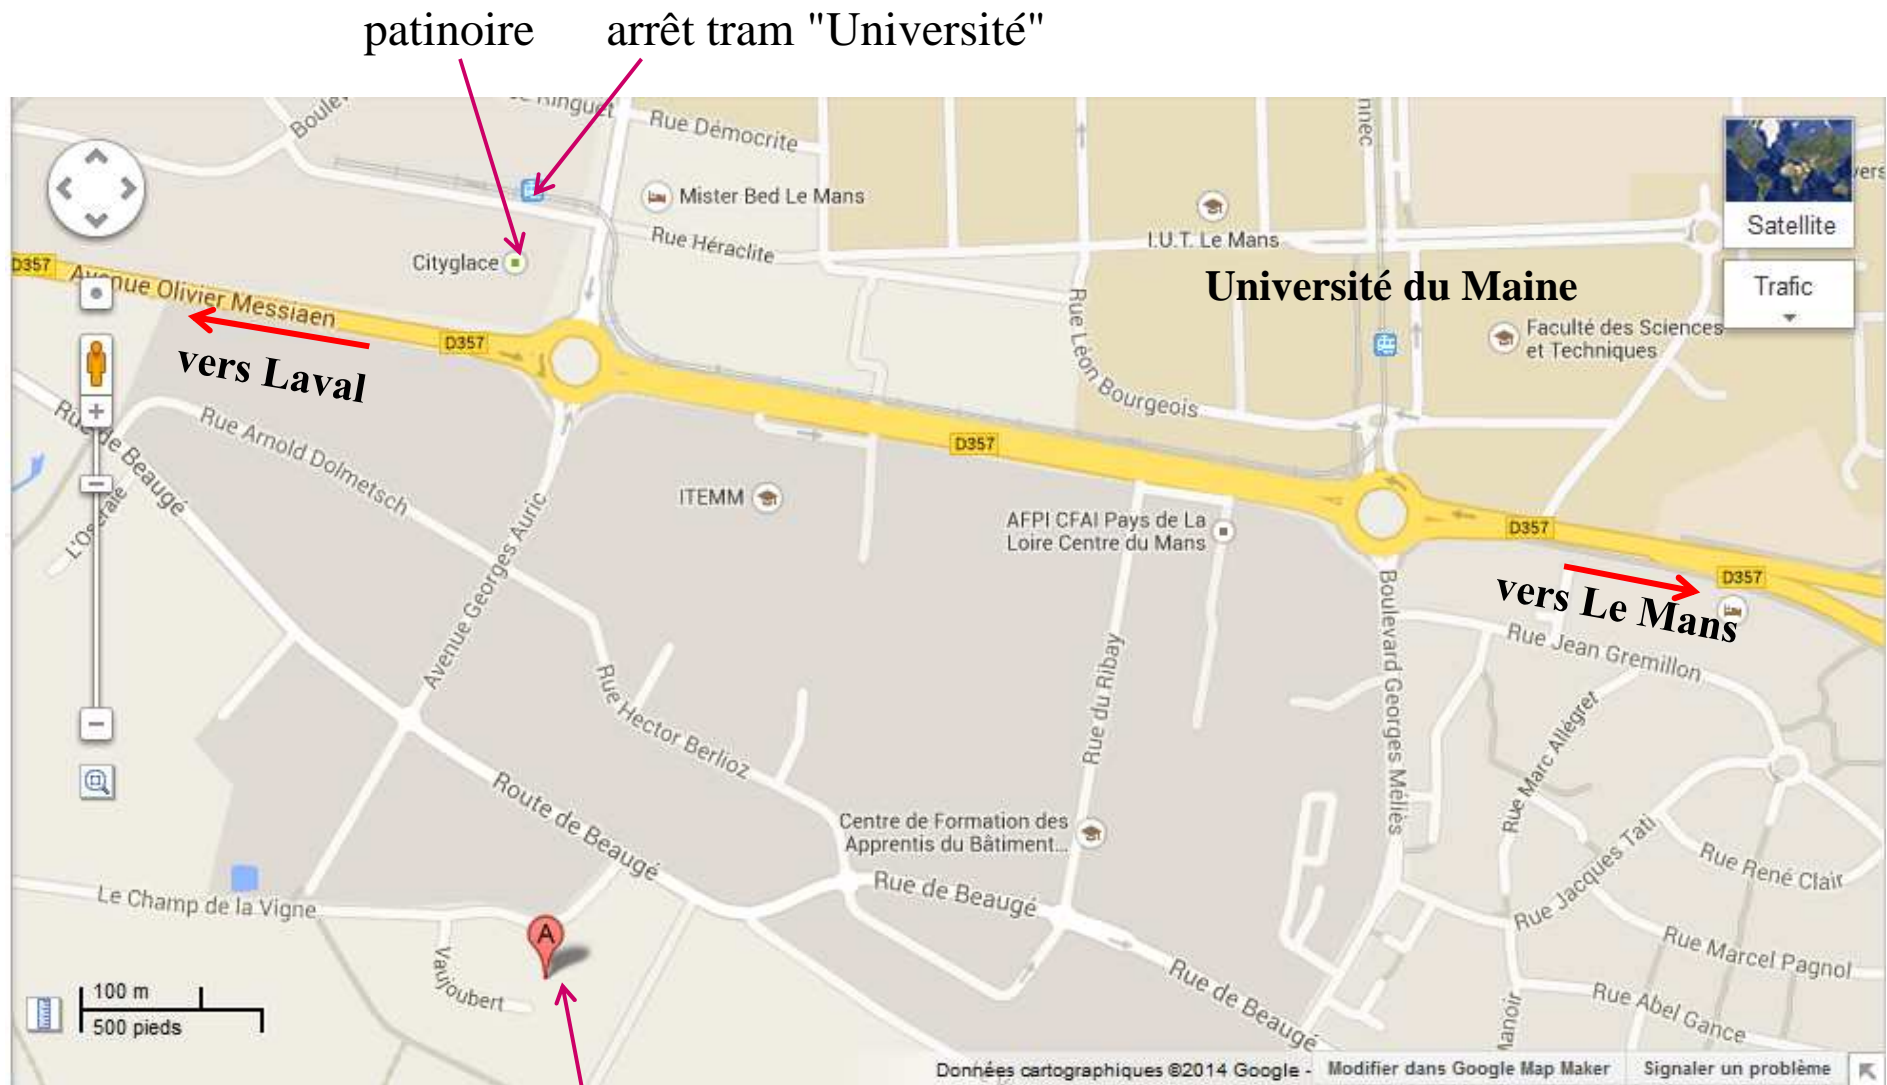 patinoire
arrêt tram "Université"
Rue Démocrite
Mister Bed Le Mans
Satellite
I.U.T. Le Mans
Rue Héraclite
Cityglace
D357
Avenue Olivier Messiaen
Université du Maine
Trafic
Faculté des Sciences
et Techniques
D357
vers Laval
Rue Léon Bourgeois
Rue de Beaugé
Rue Arnold Dolmetsch
D357
ITEMM
AFPI CFAI Pays de La
Loire Centre du Mans
D357
D357
vers Le Mans
Avenue Georges Auric
Boulevard Georges Méliès
Rue Jean Gremillon
Rue du Ribay
Rue Hector Berlioz
Rue Marc Allégret
Route de Beaugé
Centre de Formation des
Apprentis du Bâtiment...
Rue Jacques Tati
Rue René Clair
Rue de Beaugé
Le Champ de la Vigne
A
Rue Marcel Pagnol
Vaujoubert
Rue de Beaugé
Rue Abel Gance
100 m
500 pieds
Données cartographiques ©2014 Google - Modifier dans Google Map Maker Signaler un problème